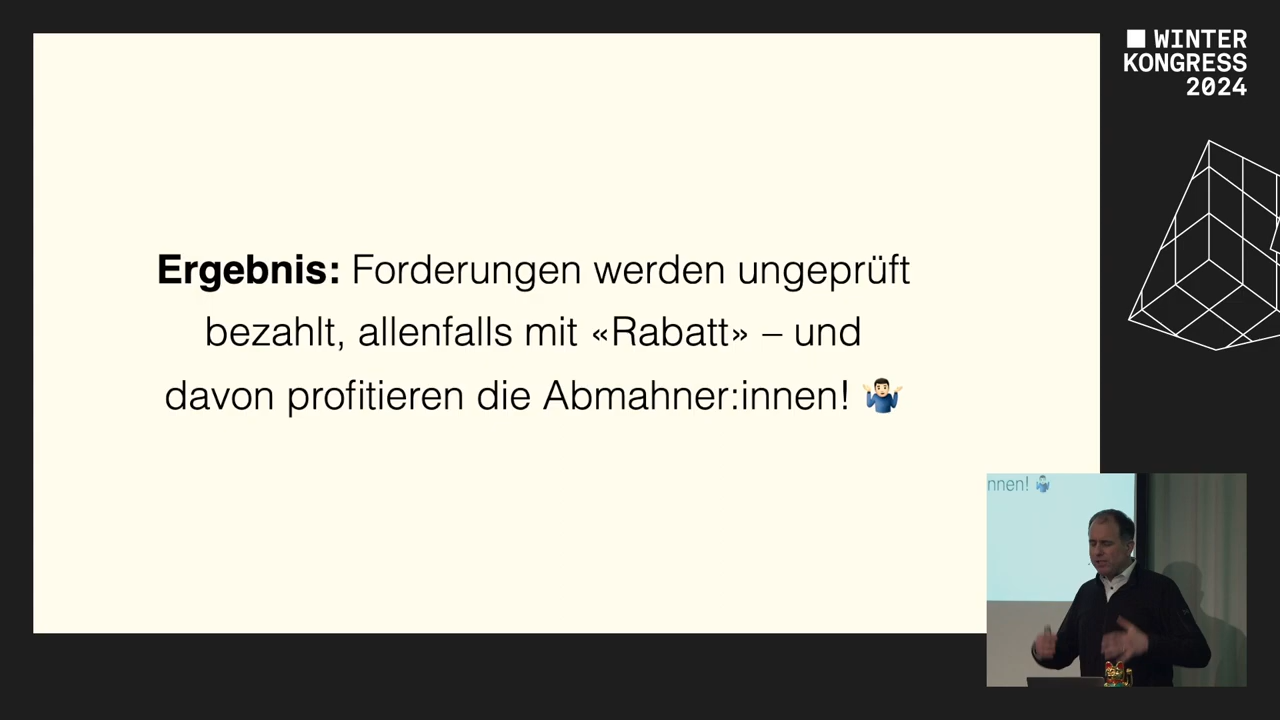 WINTER
KONGRESS
2024
Ergebnis: Forderungen werden ungeprüft
bezahlt, allenfalls mit «Rabatt» – und
davon profitieren die Abmahner:innen! 🤷🏻‍♂️
nnen! 🤷🏻‍♂️